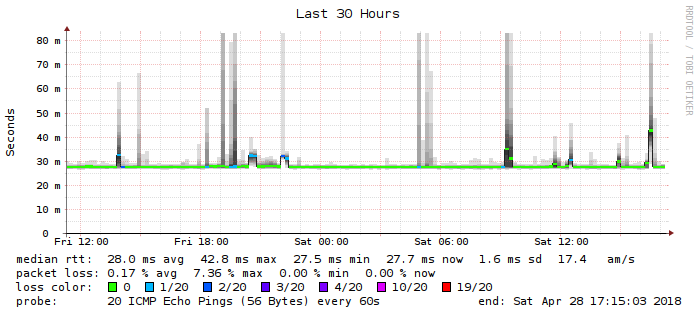 Last 30 Hours
RRDTOOL / TOBI OETIKER
Seconds
80 m
70 m
60 m
50 m
40 m
30 m
20 m
10 m
0
Fri 12:00 Fri 18:00 Sat 00:00 Sat 06:00 Sat 12:00
median rtt: 28.0 ms avg 42.8 ms max 27.5 ms min 27.7 ms now 1.6 ms sd 17.4 am/s
packet loss: 0.17 % avg 7.36 % max 0.00 % min 0.00 % now
loss color: 0 1/20 2/20 3/20 4/20 10/20 19/20
probe: 20 ICMP Echo Pings (56 Bytes) every 60s end: Sat Apr 28 17:15:03 2018